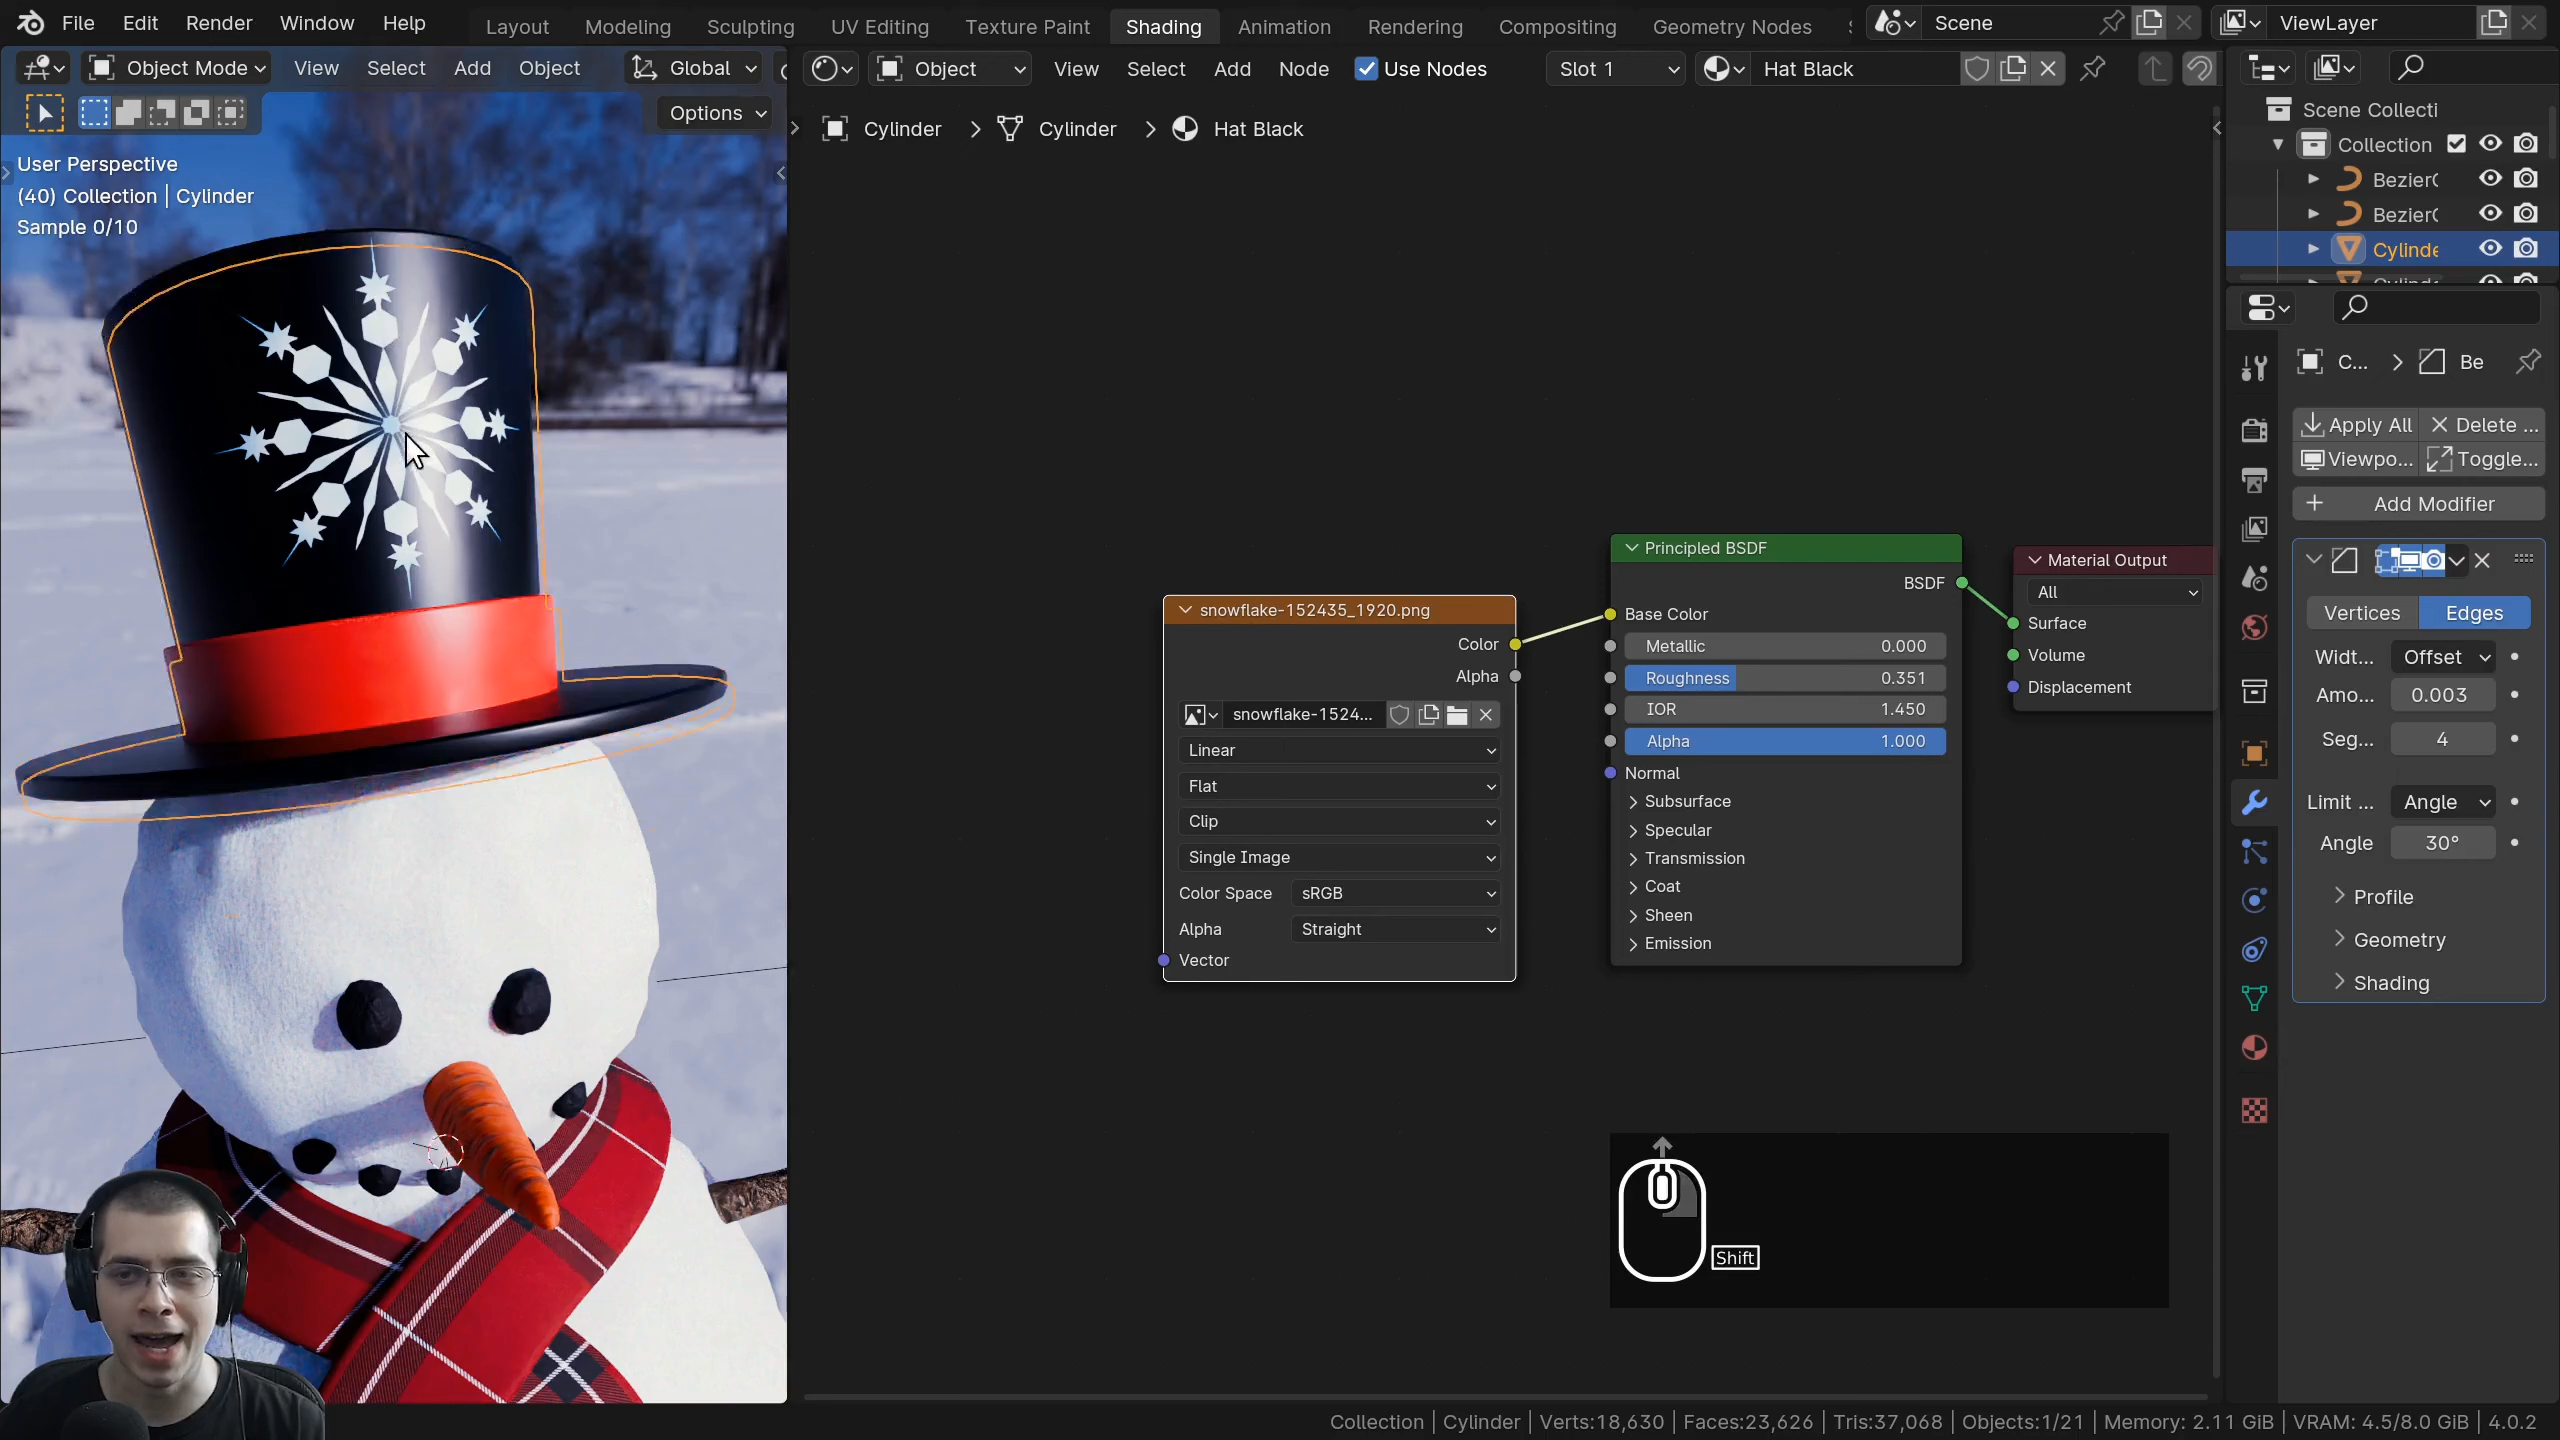 File Edit Render Window Help
Layout Modeling Sculpting UV Editing Texture Paint Shading Animation Rendering Compositing Geometry Nodes
Scene
ViewLayer
Object Mode View Select Add Object Global
Options
Object View Select Add Node Use Nodes Slot 1 Hat Black
Cylinder > Cylinder > Hat Black
User Perspective
(40) Collection | Cylinder
Sample 0/10
Scene Collecti
Collection
Bezier(
Bezier(
Cylinde
C... > Be
Apply All Delete ...
Viewpo... Toggle...
Add Modifier
Vertices Edges
Widt... Offset
Amo... 0.003
Seg... 4
Limit ... Angle
Angle 30°
Profile
Geometry
Shading
snowflake-152435_1920.png
Color
Alpha
snowflake-1524...
Linear
Flat
Clip
Single Image
Color Space sRGB
Alpha Straight
Vector
Principled BSDF
BSDF
Base Color
Metallic 0.000
Roughness 0.351
IOR 1.450
Alpha 1.000
Normal
Subsurface
Specular
Transmission
Coat
Sheen
Emission
Material Output
All
Surface
Volume
Displacement
Shift
Collection | Cylinder | Verts:18,630 | Faces:23,626 | Tris:37,068 | Objects:1/21 | Memory: 2.11 GiB | VRAM: 4.5/8.0 GiB | 4.0.2